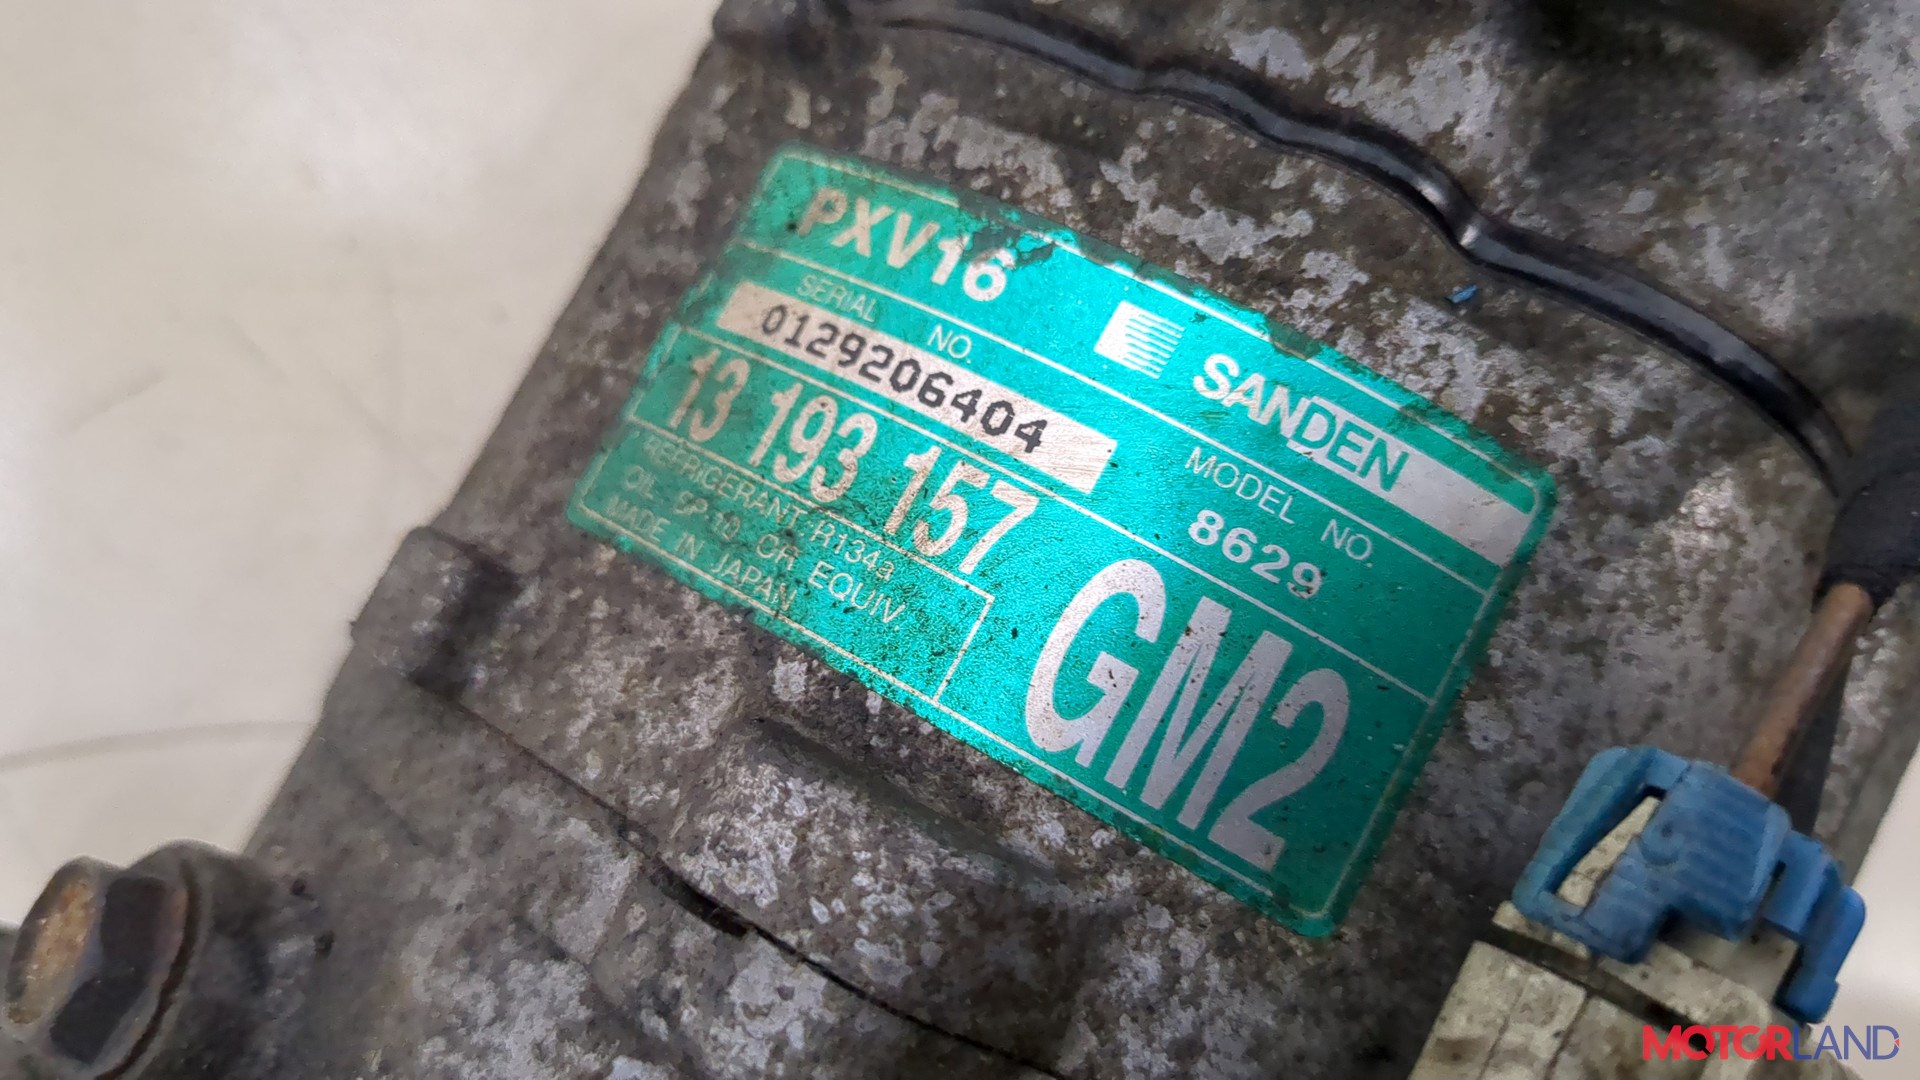 PXV16
SANDEN
SERIAL NO.
0129206404
MODEL NO.
8629
13 193 157
GM2
REFRIGERANT R134a
OIL SP-10 OR EQUIV.
MADE IN JAPAN
MOTORLAND